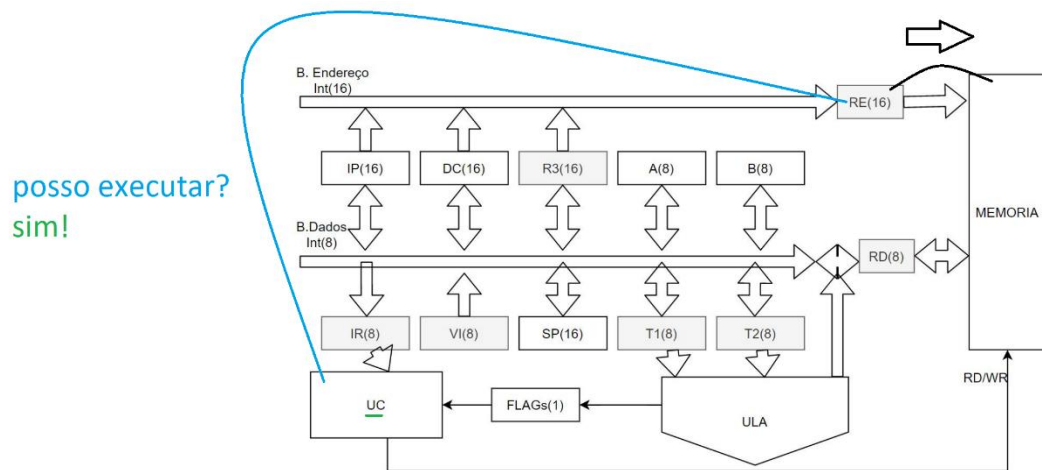 B. Endereço
Int(16)
RE(16)
IP(16)
DC(16)
R3(16)
A(8)
B(8)
posso executar?
sim!
MEMORIA
B.Dados
Int(8)
RD(8)
IR(8)
VI(8)
SP(16)
T1(8)
T2(8)
RD/WR
UC
FLAGs(1)
ULA